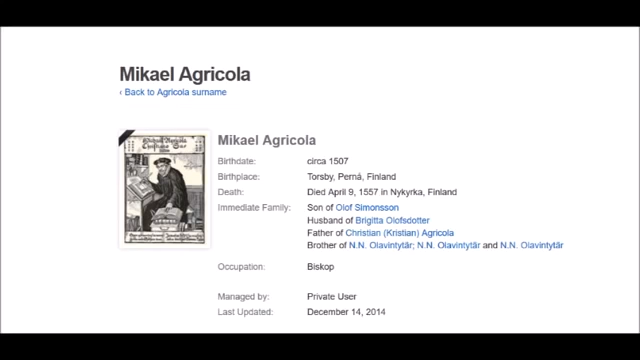 Mikael Agricola
‹ Back to Agricola surname
Mikael Agricola
Birthdate: circa 1507
Birthplace: Torsby, Pernå, Finland
Death: Died April 9, 1557 in Nykyrka, Finland
Immediate Family: Son of Olof Simonsson
Husband of Brigitta Olofsdotter
Father of Christian (Kristian) Agricola
Brother of N.N. Olavintytär; N.N. Olavintytär and N.N. Olavintytär
Occupation: Biskop
Managed by: Private User
Last Updated: December 14, 2014